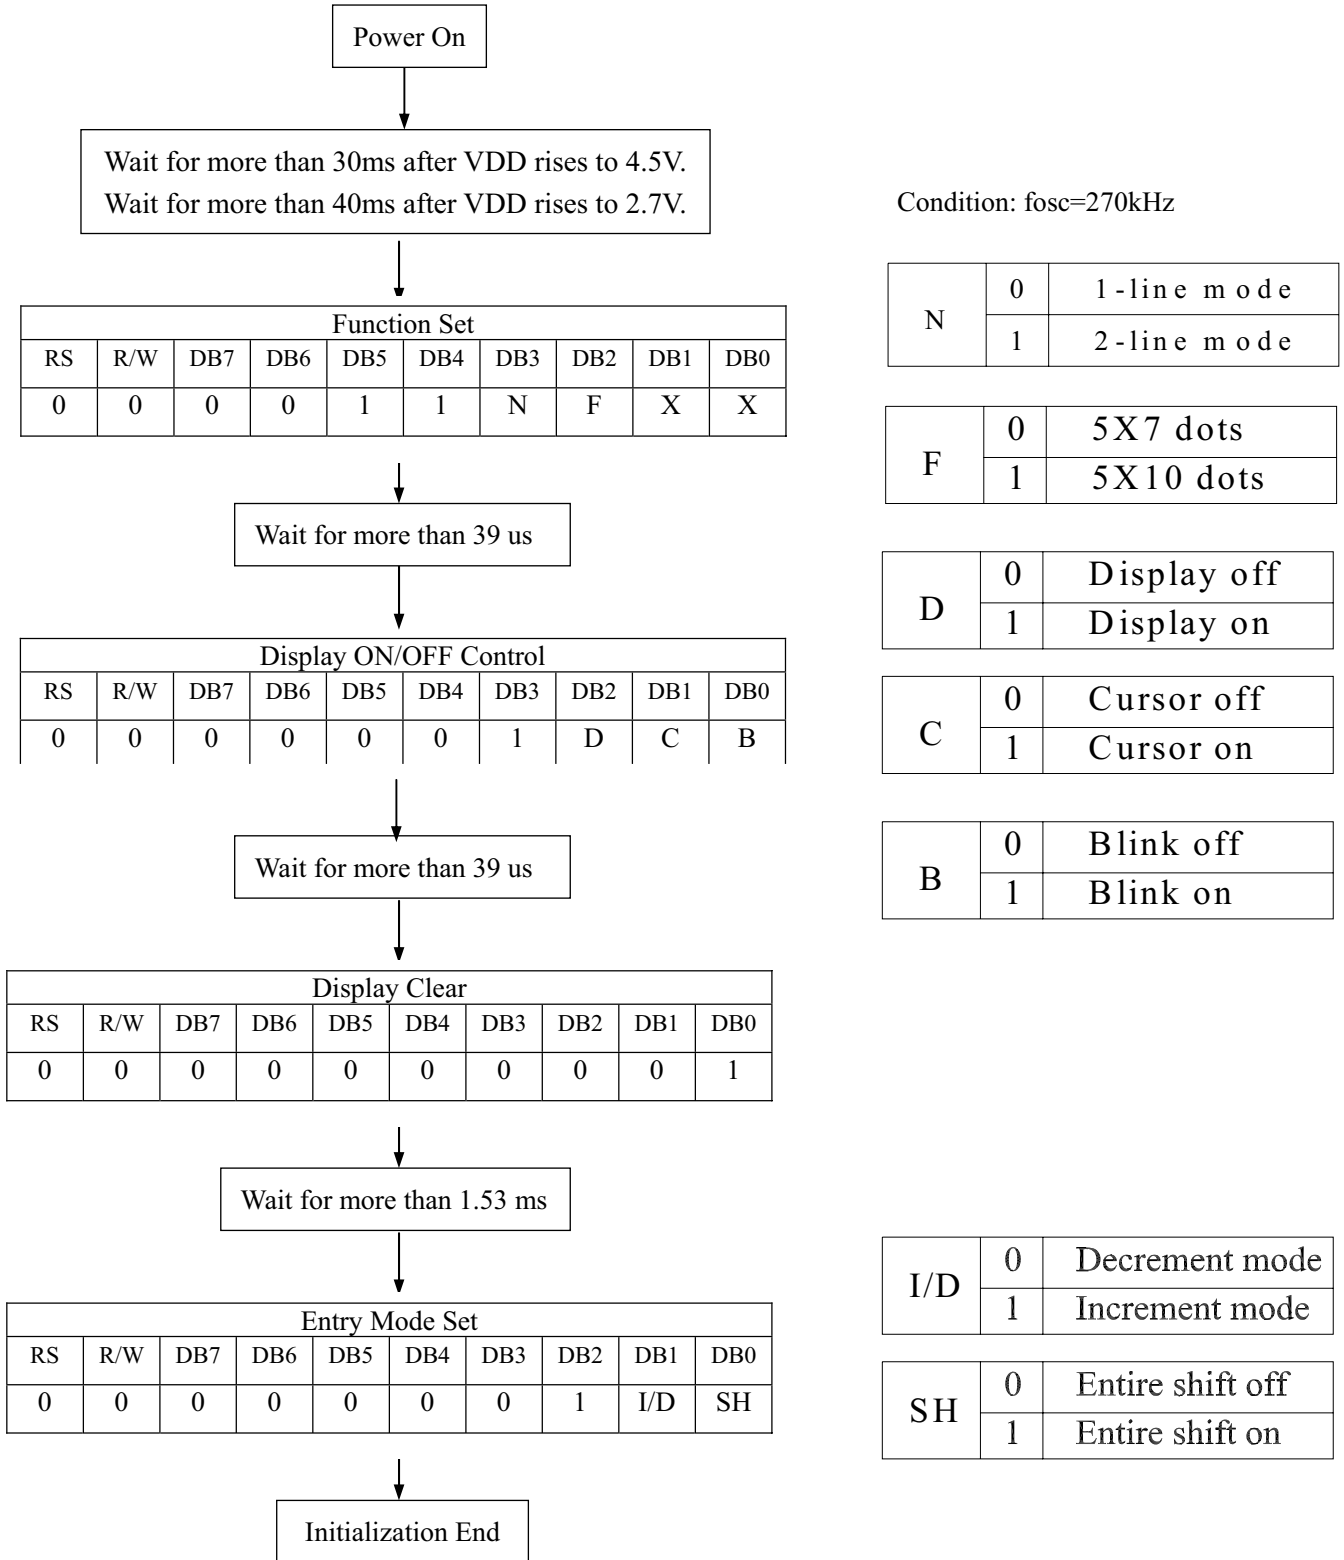 Power On
Wait for more than 30ms after VDD rises to 4.5V.
Wait for more than 40ms after VDD rises to 2.7V.
Function Set
RS R/W DB7 DB6 DB5 DB4 DB3 DB2 DB1 DB0
0 0 0 0 1 1 N F X X
Wait for more than 39 us
Display ON/OFF Control
RS R/W DB7 DB6 DB5 DB4 DB3 DB2 DB1 DB0
0 0 0 0 0 0 1 D C B
Wait for more than 39 us
Display Clear
RS R/W DB7 DB6 DB5 DB4 DB3 DB2 DB1 DB0
0 0 0 0 0 0 0 0 0 1
Wait for more than 1.53 ms
Entry Mode Set
RS R/W DB7 DB6 DB5 DB4 DB3 DB2 DB1 DB0
0 0 0 0 0 0 0 1 I/D SH
Initialization End
Condition: fosc=270kHz
N
0 1-line mode
1 2-line mode
F
0 5X7 dots
1 5X10 dots
D
0 Display off
1 Display on
C
0 Cursor off
1 Cursor on
B
0 Blink off
1 Blink on
I/D
0 Decrement mode
1 Increment mode
SH
0 Entire shift off
1 Entire shift on